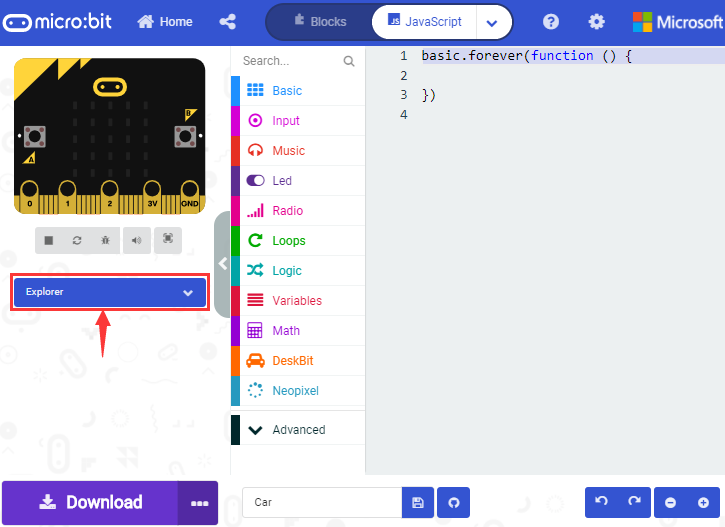 micro:bit Home Blocks JavaScript Microsoft
Search...
Basic
Input
Music
Led
Radio
Loops
Logic
Variables
Math
DeskBit
Neopixel
Advanced
1 basic.forever(function () {
2
3 })
4
A
B
0 1 2 3V GND
Explorer
Download
Car